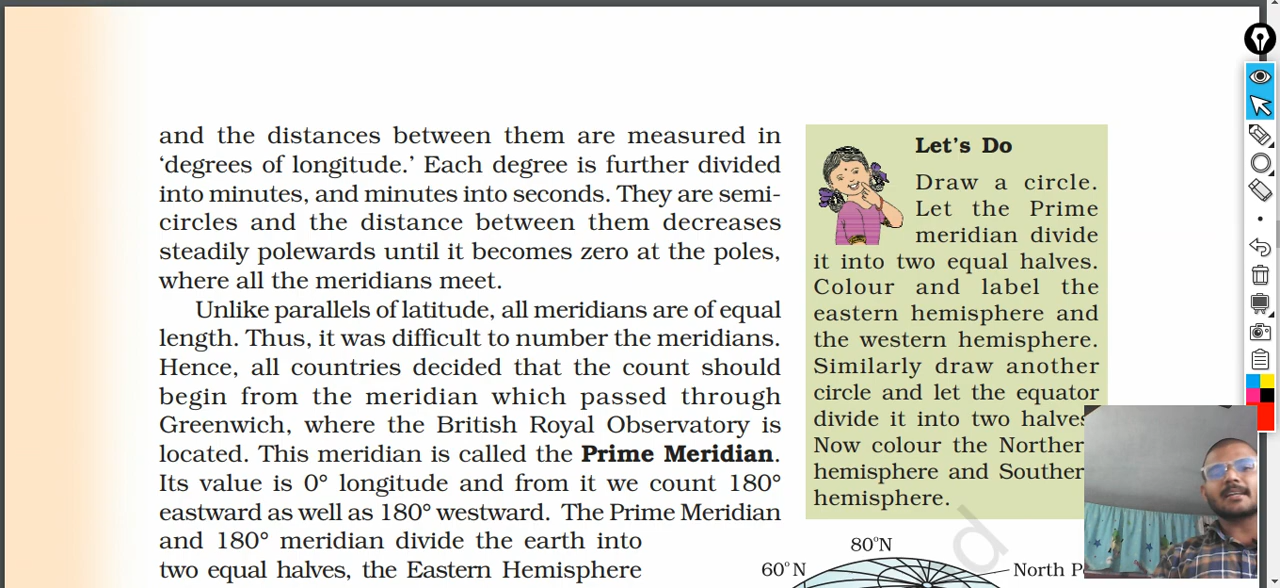 and the distances between them are measured in
‘degrees of longitude.’ Each degree is further divided
into minutes, and minutes into seconds. They are semi-
circles and the distance between them decreases
steadily polewards until it becomes zero at the poles,
where all the meridians meet.
Unlike parallels of latitude, all meridians are of equal
length. Thus, it was difficult to number the meridians.
Hence, all countries decided that the count should
begin from the meridian which passed through
Greenwich, where the British Royal Observatory is
located. This meridian is called the Prime Meridian.
Its value is 0° longitude and from it we count 180°
eastward as well as 180° westward. The Prime Meridian
and 180° meridian divide the earth into
two equal halves, the Eastern Hemisphere
Let’s Do
Draw a circle.
Let the Prime
meridian divide
it into two equal halves.
Colour and label the
eastern hemisphere and
the western hemisphere.
Similarly draw another
circle and let the equator
divide it into two halves
Now colour the Norther
hemisphere and Souther
hemisphere.
80°N
60°N
North P
d